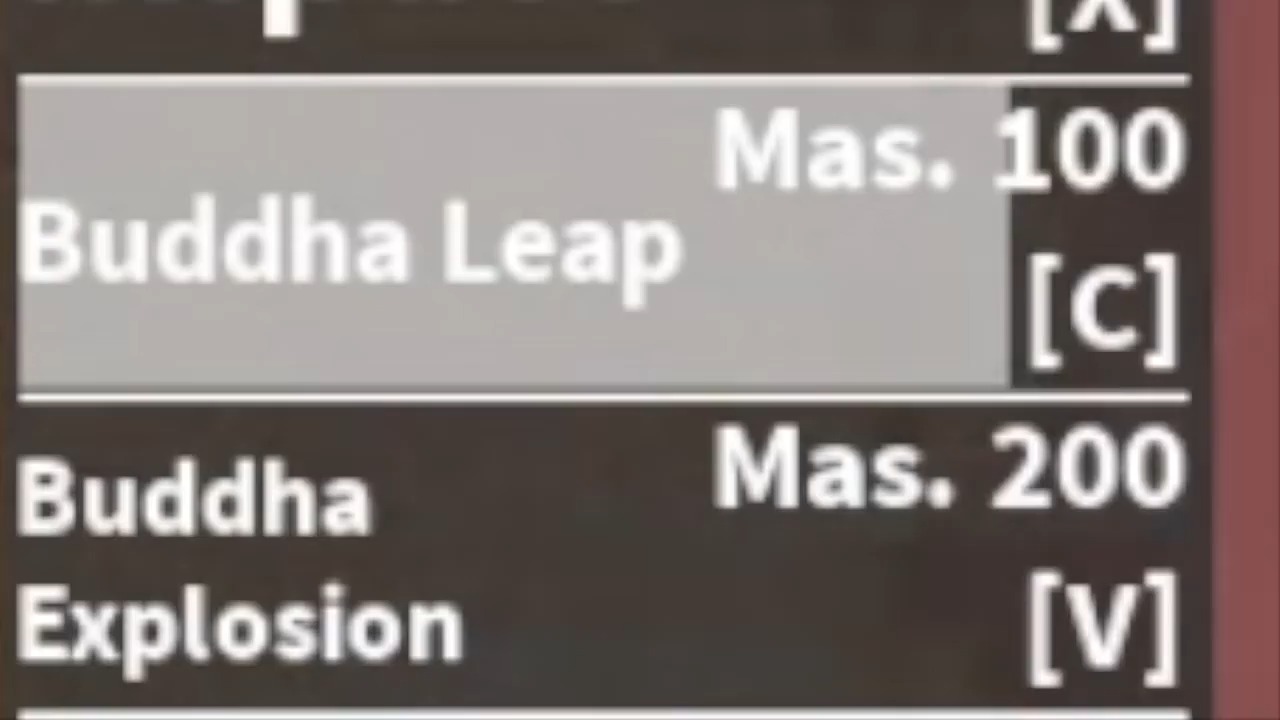 [X]
Mas. 100
Buddha Leap
[C]
Mas. 200
Buddha
Explosion
[V]